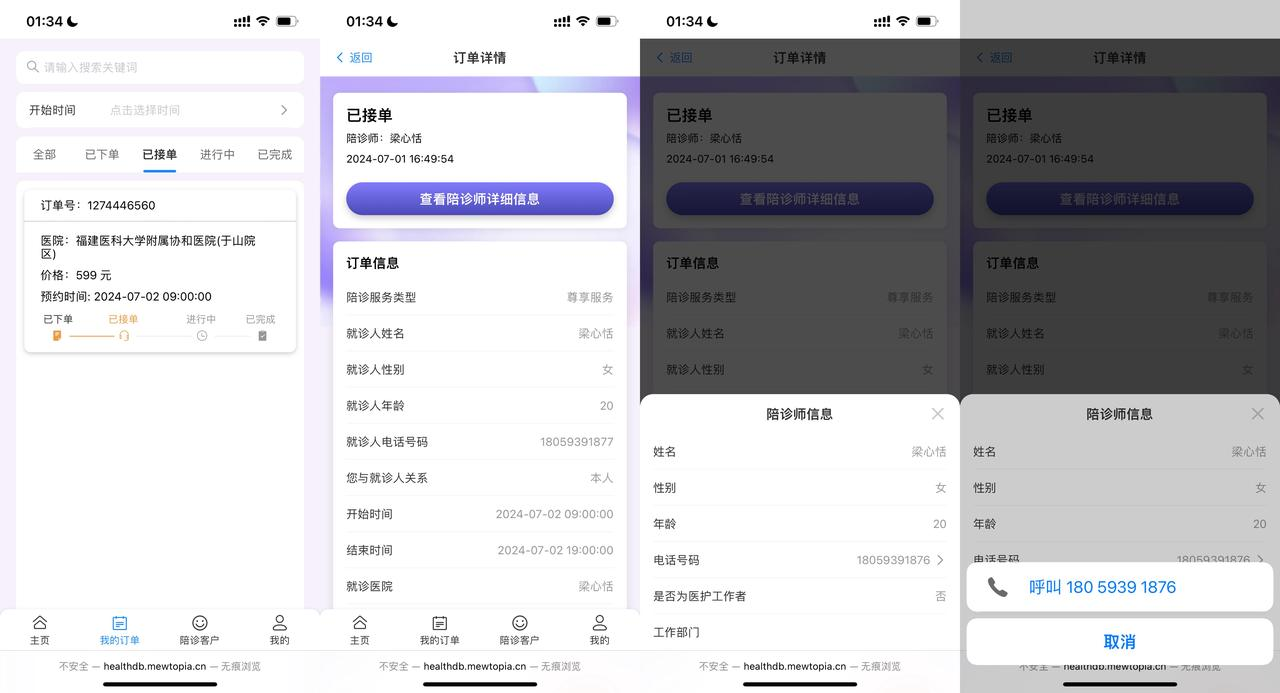 01:34
请输入搜索关键词
开始时间 点击选择时间
全部 已下单 已接单 进行中 已完成
订单号：1274446560
医院：福建医科大学附属协和医院(于山院
区)
价格：599 元
预约时间: 2024-07-02 09:00:00
已下单 已接单 进行中 已完成
主页 我的订单 陪诊客户 我的
不安全 — healthdb.mewtopia.cn — 无痕浏览
01:34
返回 订单详情
已接单
陪诊师：梁心恬
2024-07-01 16:49:54
查看陪诊师详细信息
订单信息
陪诊服务类型 尊享服务
就诊人姓名 梁心恬
就诊人性别 女
就诊人年龄 20
就诊人电话号码 18059391877
您与就诊人关系 本人
开始时间 2024-07-02 09:00:00
结束时间 2024-07-02 19:00:00
就诊医院 梁心恬
主页 我的订单 陪诊客户 我的
不安全 — healthdb.mewtopia.cn — 无痕浏览
01:34
返回 订单详情
已接单
陪诊师：梁心恬
2024-07-01 16:49:54
查看陪诊师详细信息
订单信息
陪诊服务类型 尊享服务
就诊人姓名 梁心恬
就诊人性别 女
陪诊师信息
姓名 梁心恬
性别 女
年龄 20
电话号码 18059391876
是否为医护工作者 否
工作部门
不安全 — healthdb.mewtopia.cn — 无痕浏览
返回 订单详情
已接单
陪诊师：梁心恬
2024-07-01 16:49:54
查看陪诊师详细信息
订单信息
陪诊服务类型 尊享服务
就诊人姓名 梁心恬
就诊人性别 女
陪诊师信息
姓名 梁心恬
性别 女
年龄 20
电话号码 18059391876
呼叫 180 5939 1876
取消
不安全 — healthdb.mewtopia.cn — 无痕浏览